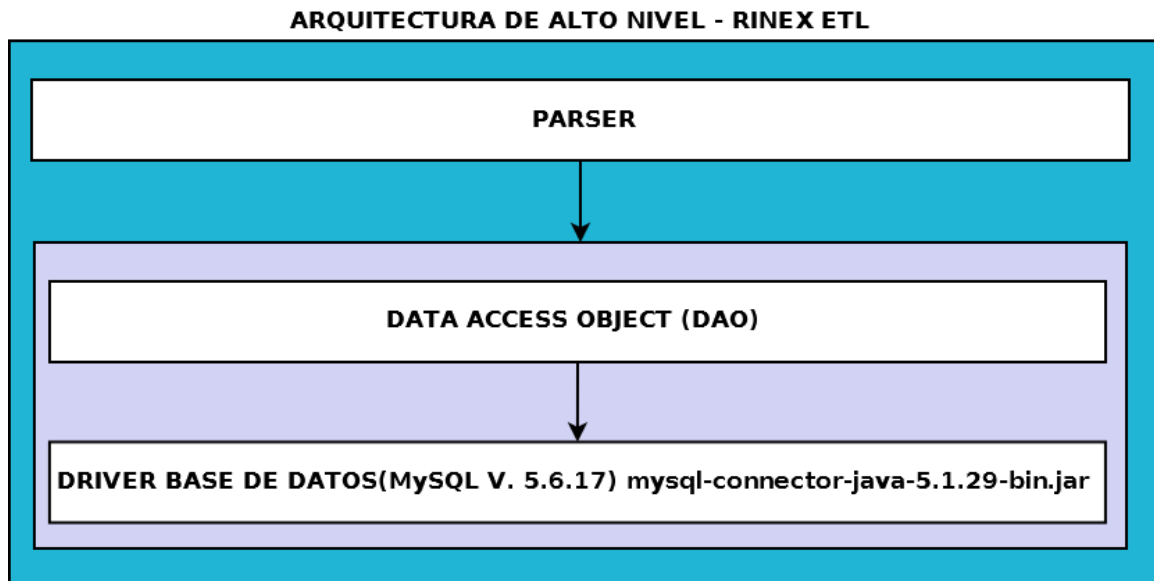 ARQUITECTURA DE ALTO NIVEL - RINEX ETL
PARSER
DATA ACCESS OBJECT (DAO)
DRIVER BASE DE DATOS(MySQL V. 5.6.17) mysql-connector-java-5.1.29-bin.jar